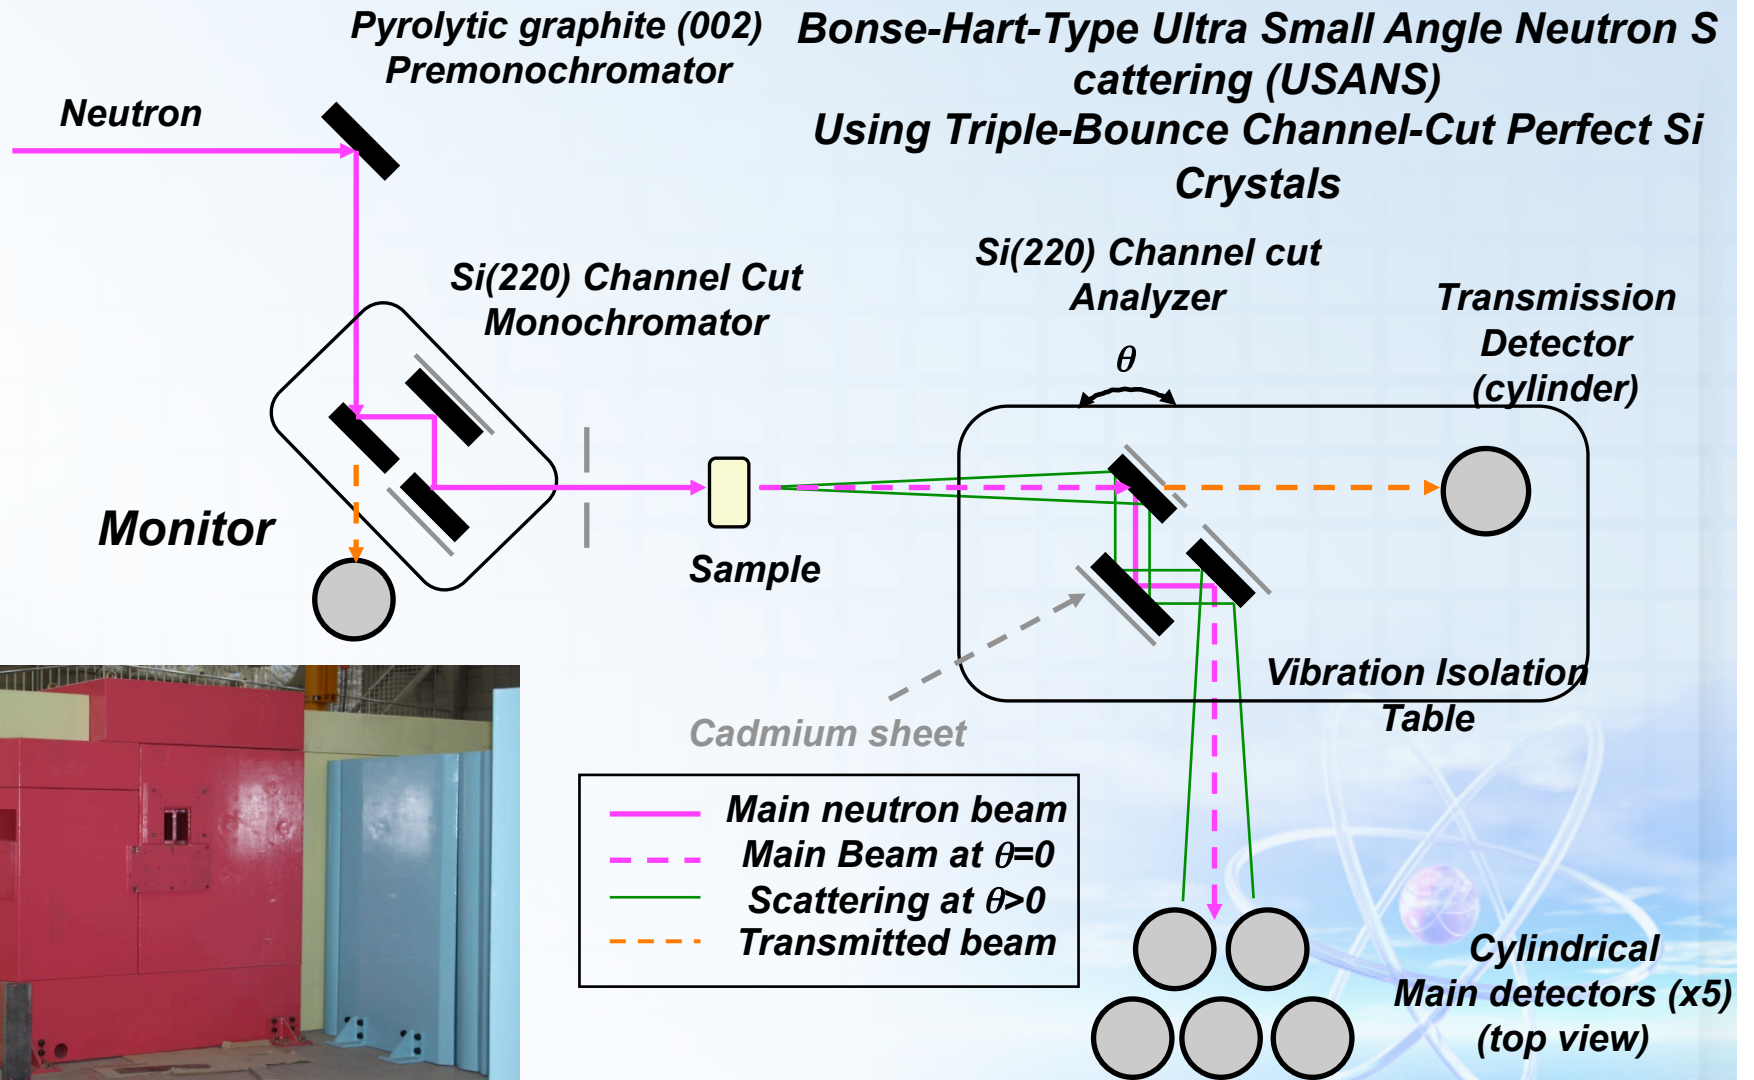 Pyrolytic graphite (002)
Premonochromator
Bonse-Hart-Type Ultra Small Angle Neutron S
cattering (USANS)
Using Triple-Bounce Channel-Cut Perfect Si
Crystals
Neutron
Si(220) Channel Cut
Monochromator
Si(220) Channel cut
Analyzer
θ
Transmission
Detector
(cylinder)
Monitor
Sample
Vibration Isolation
Table
Cadmium sheet
Main neutron beam
Main Beam at θ=0
Scattering at θ>0
Transmitted beam
Cylindrical
Main detectors (x5)
(top view)